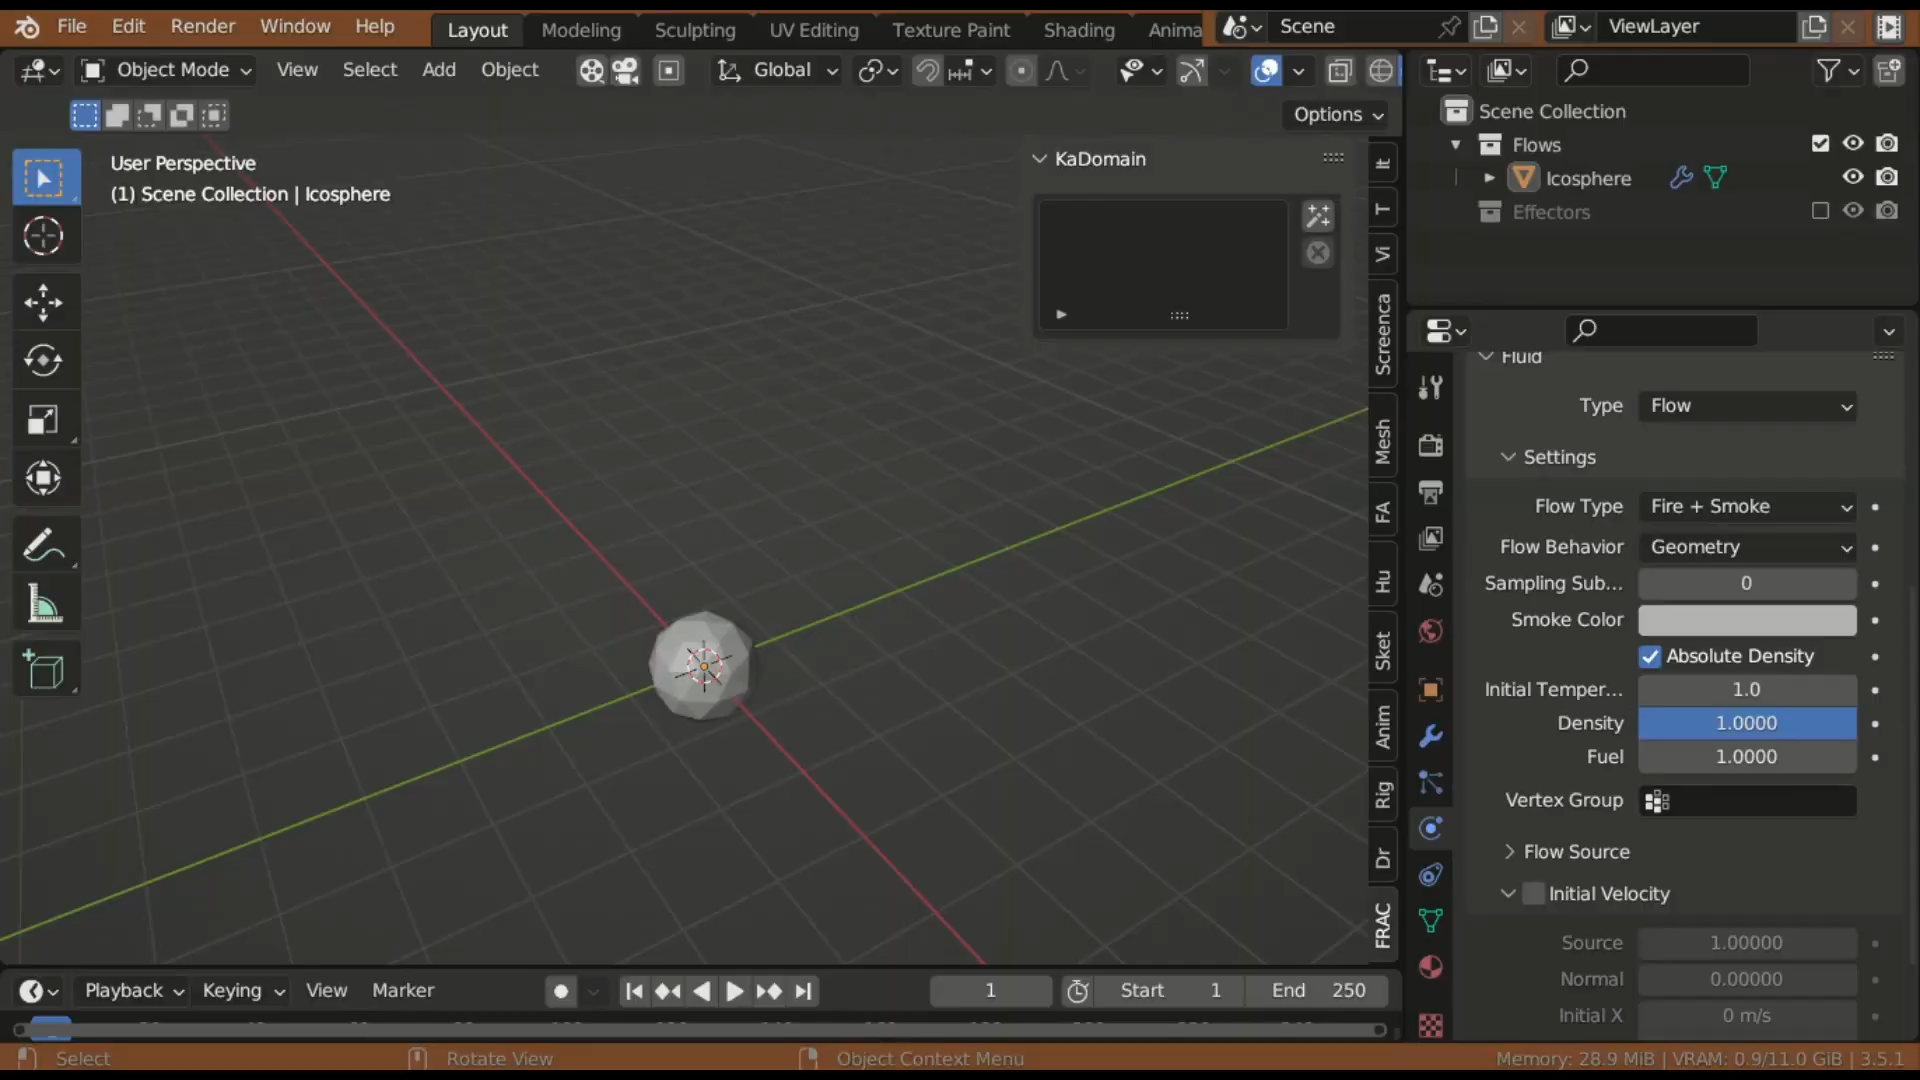 File Edit Render Window Help Layout Modeling Sculpting UV Editing Texture Paint Shading Anima Scene ViewLayer
Object Mode View Select Add Object Global
Options
User Perspective
(1) Scene Collection | Icosphere
KaDomain
It
T
Vi
Screenca
Mesh
FA
Hu
Sket
Anim
Rig
Dr
FRAC
Scene Collection
Flows
Icosphere
Effectors
Fluid
Type Flow
Settings
Flow Type Fire + Smoke
Flow Behavior Geometry
Sampling Sub... 0
Smoke Color
Absolute Density
Initial Temper... 1.0
Density 1.0000
Fuel 1.0000
Vertex Group
Flow Source
Initial Velocity
Source 1.00000
Normal 0.00000
Initial X 0 m/s
Playback Keying View Marker 1 Start 1 End 250
Select Rotate View Object Context Menu Memory: 28.9 MiB | VRAM: 0.9/11.0 GiB | 3.5.1